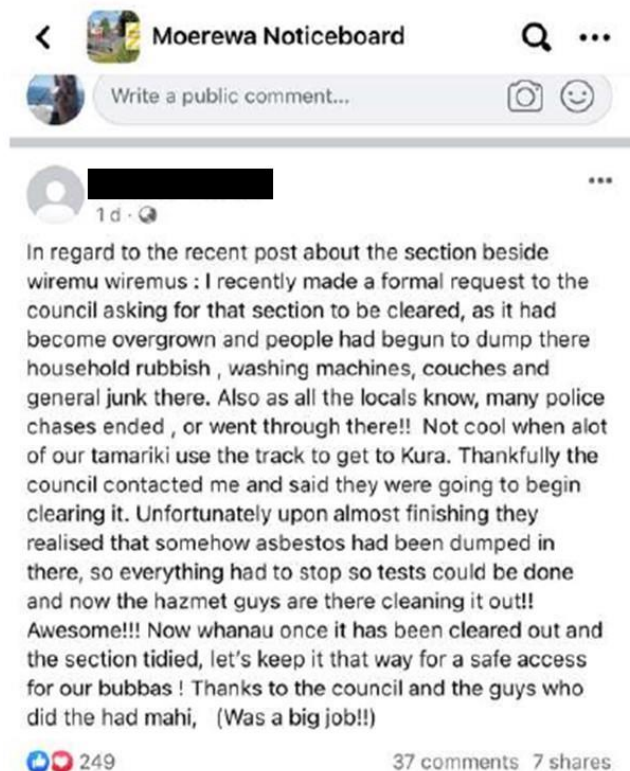 Moerewa Noticeboard
Write a public comment...
1 d
In regard to the recent post about the section beside
wiremu wiremus : I recently made a formal request to the
council asking for that section to be cleared, as it had
become overgrown and people had begun to dump there
household rubbish , washing machines, couches and
general junk there. Also as all the locals know, many police
chases ended , or went through there!! Not cool when alot
of our tamariki use the track to get to Kura. Thankfully the
council contacted me and said they were going to begin
clearing it. Unfortunately upon almost finishing they
realised that somehow asbestos had been dumped in
there, so everything had to stop so tests could be done
and now the hazmet guys are there cleaning it out!!
Awesome!!! Now whanau once it has been cleared out and
the section tidied, let's keep it that way for a safe access
for our bubbas ! Thanks to the council and the guys who
did the had mahi, (Was a big job!!)
249 37 comments 7 shares